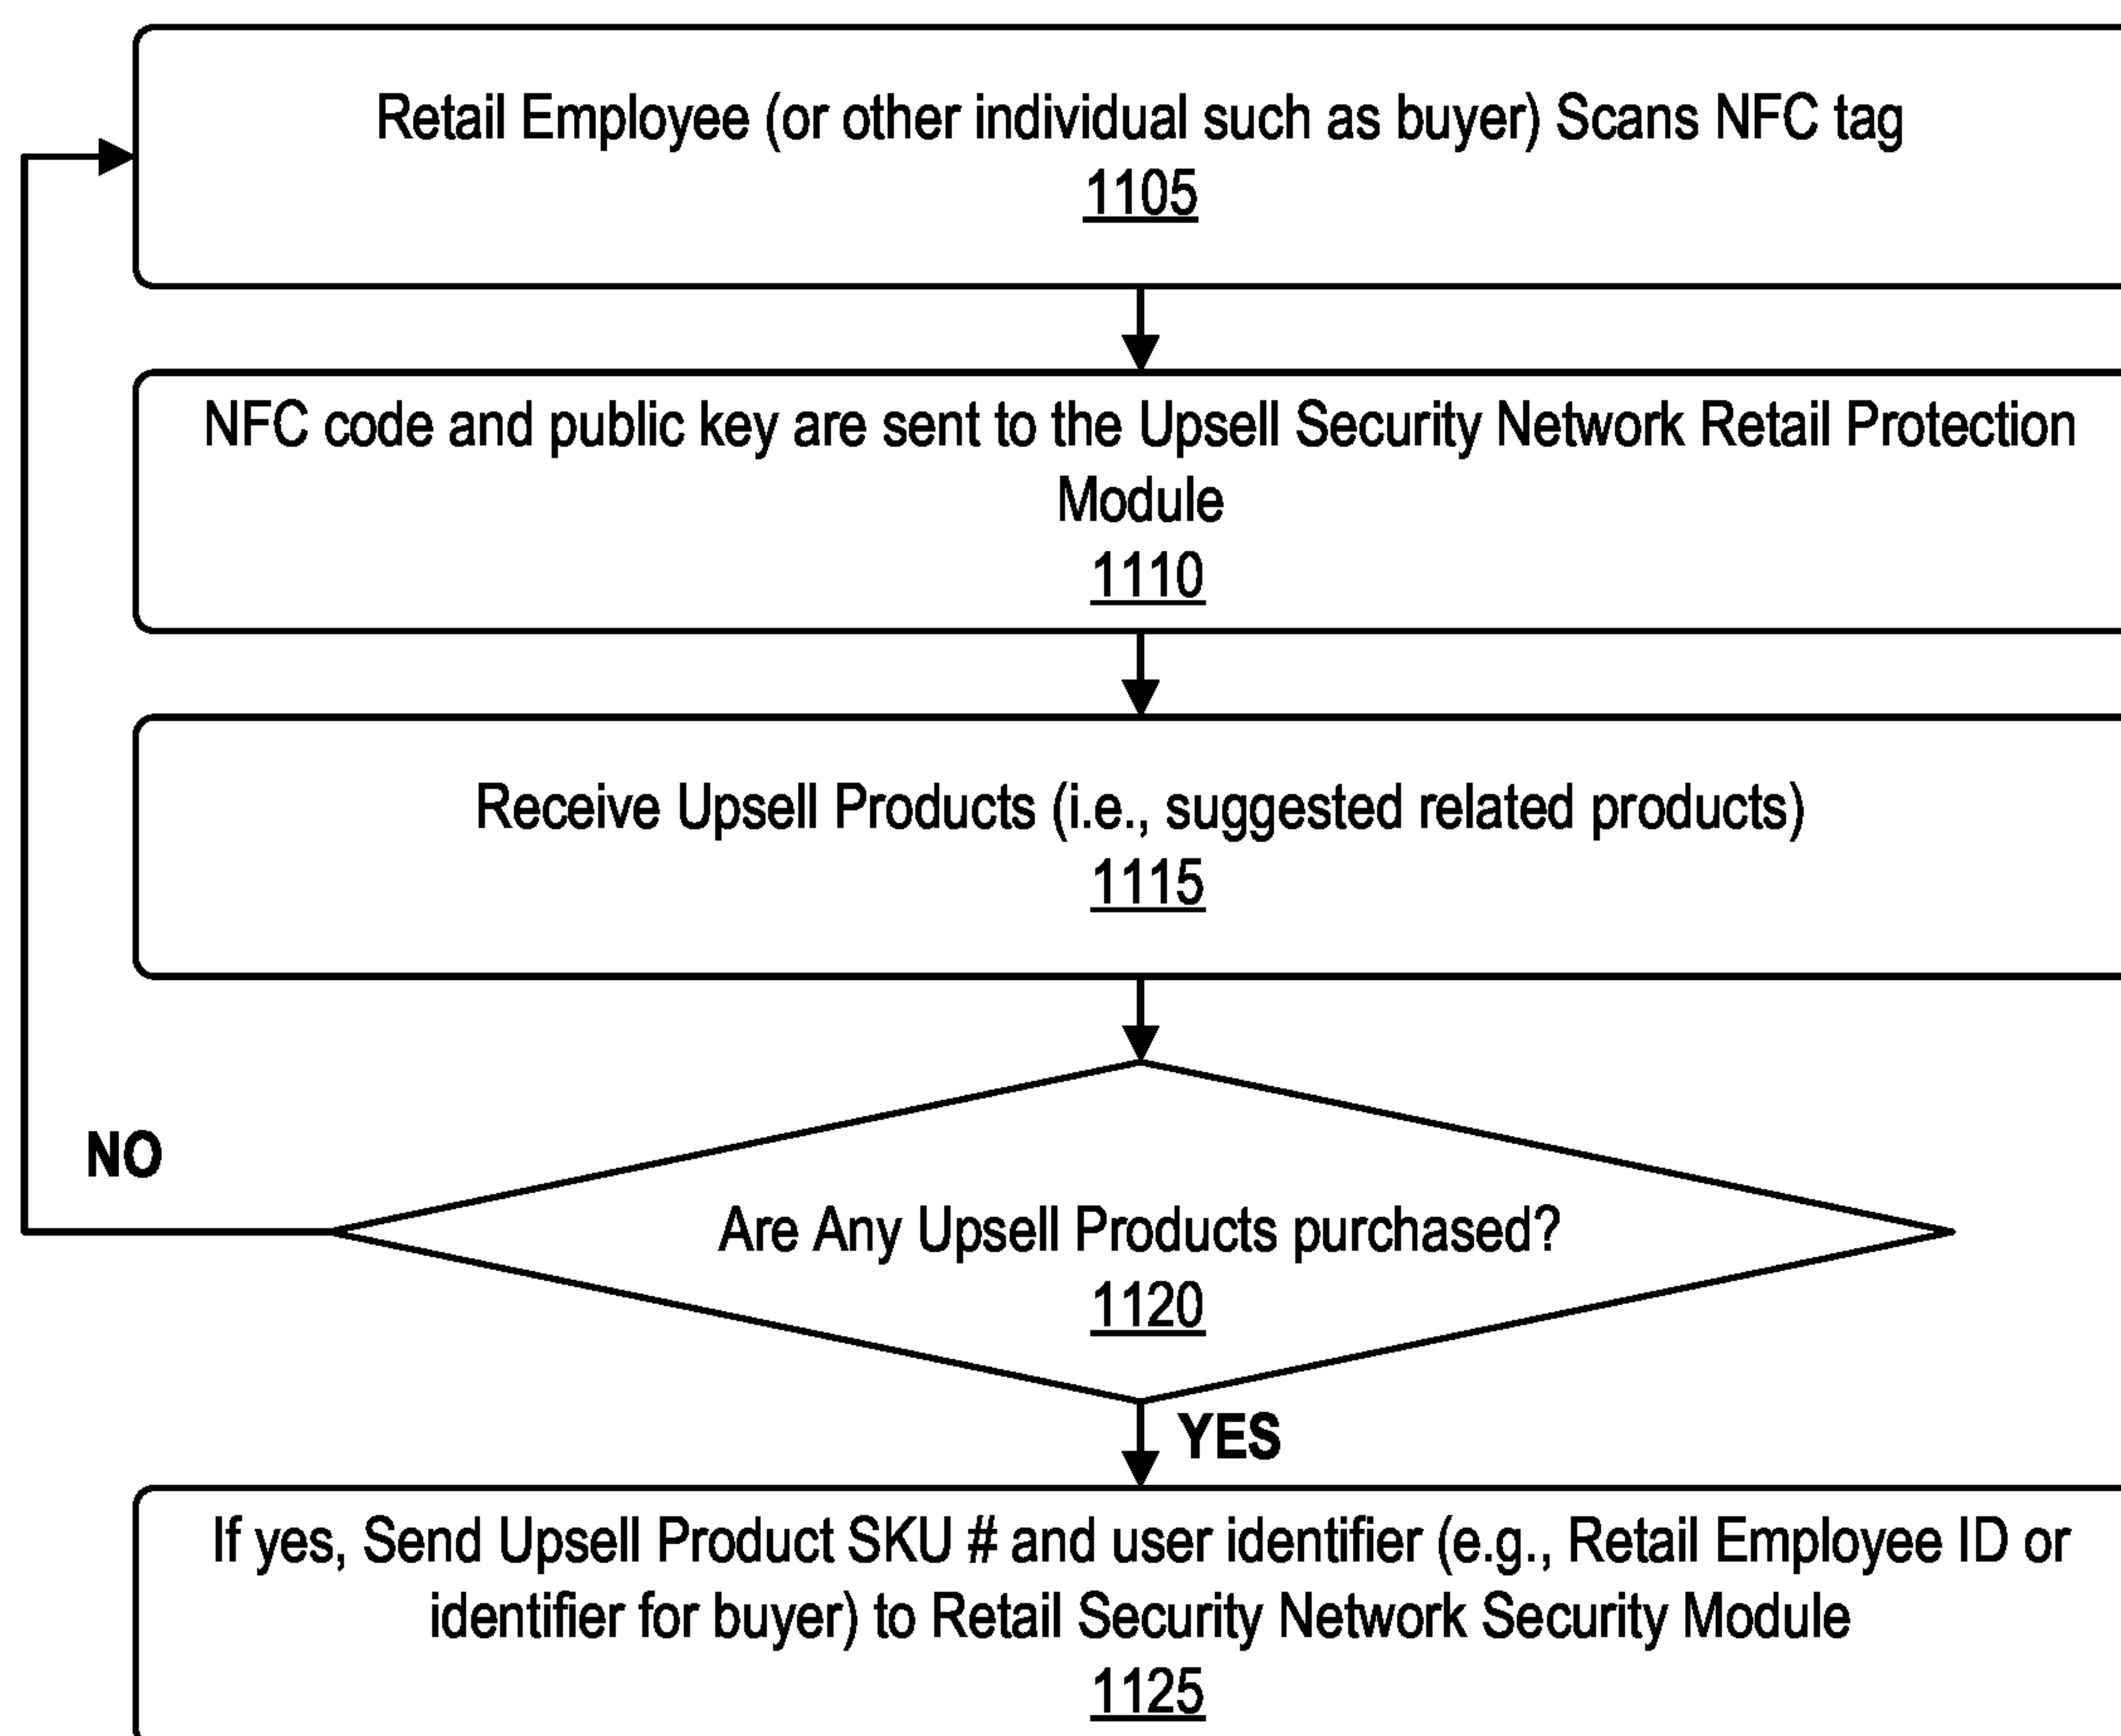 Retail Employee (or other individual such as buyer) Scans NFC tag
1105
NFC code and public key are sent to the Upsell Security Network Retail Protection
Module
1110
Receive Upsell Products (i.e., suggested related products)
1115
NO
Are Any Upsell Products purchased?
1120
YES
If yes, Send Upsell Product SKU # and user identifier (e.g., Retail Employee ID or
identifier for buyer) to Retail Security Network Security Module
1125